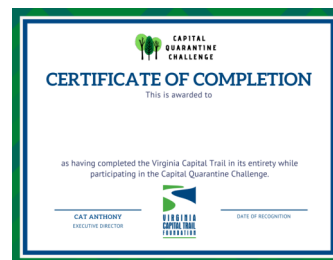 CAPITAL
QUARANTINE
CHALLENGE
CERTIFICATE OF COMPLETION
This is awarded to
as having completed the Virginia Capital Trail in its entirety while
participating in the Capital Quarantine Challenge.
CAT ANTHONY
EXECUTIVE DIRECTOR
VIRGINIA
CAPITAL TRAIL
FOUNDATION
DATE OF RECOGNITION